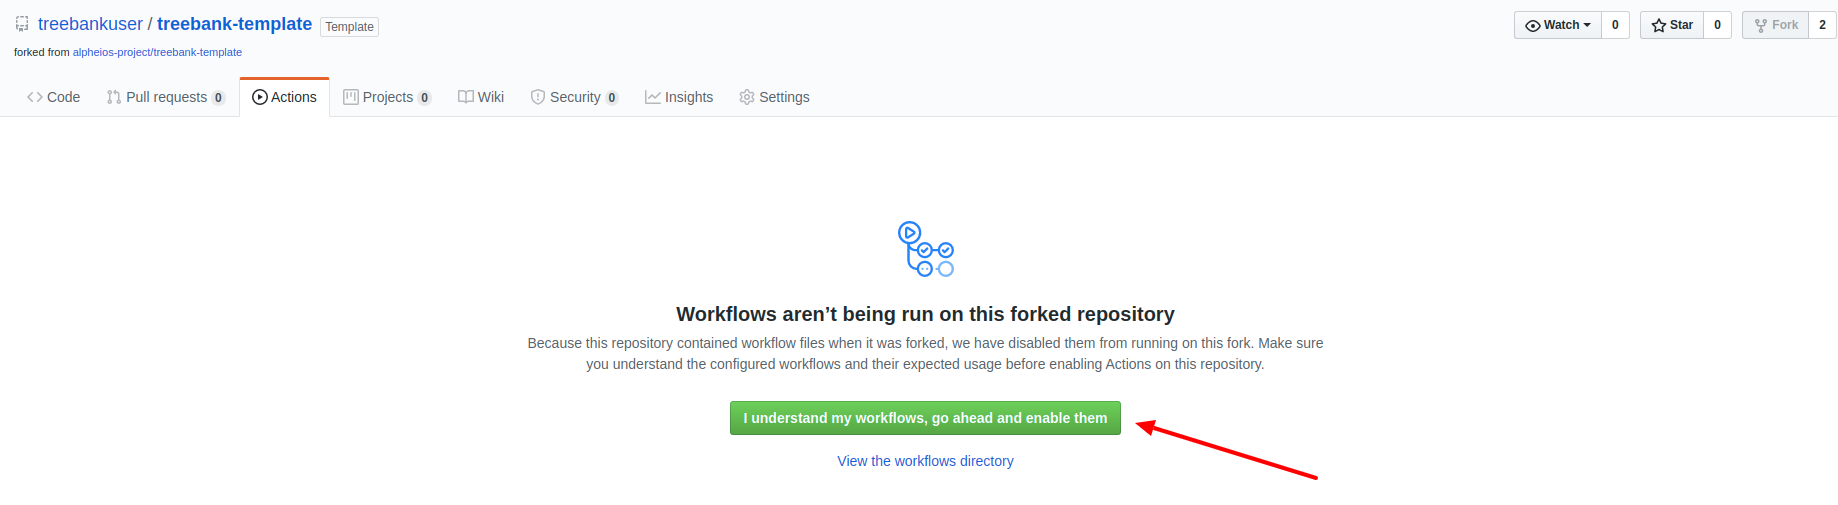 treebankuser / treebank-template Template
Watch 0 Star 0 Fork 2
forked from alpheios-project/treebank-template
Code Pull requests 0 Actions Projects 0 Wiki Security 0 Insights Settings
Workflows aren’t being run on this forked repository
Because this repository contained workflow files when it was forked, we have disabled them from running on this fork. Make sure
you understand the configured workflows and their expected usage before enabling Actions on this repository.
I understand my workflows, go ahead and enable them
View the workflows directory